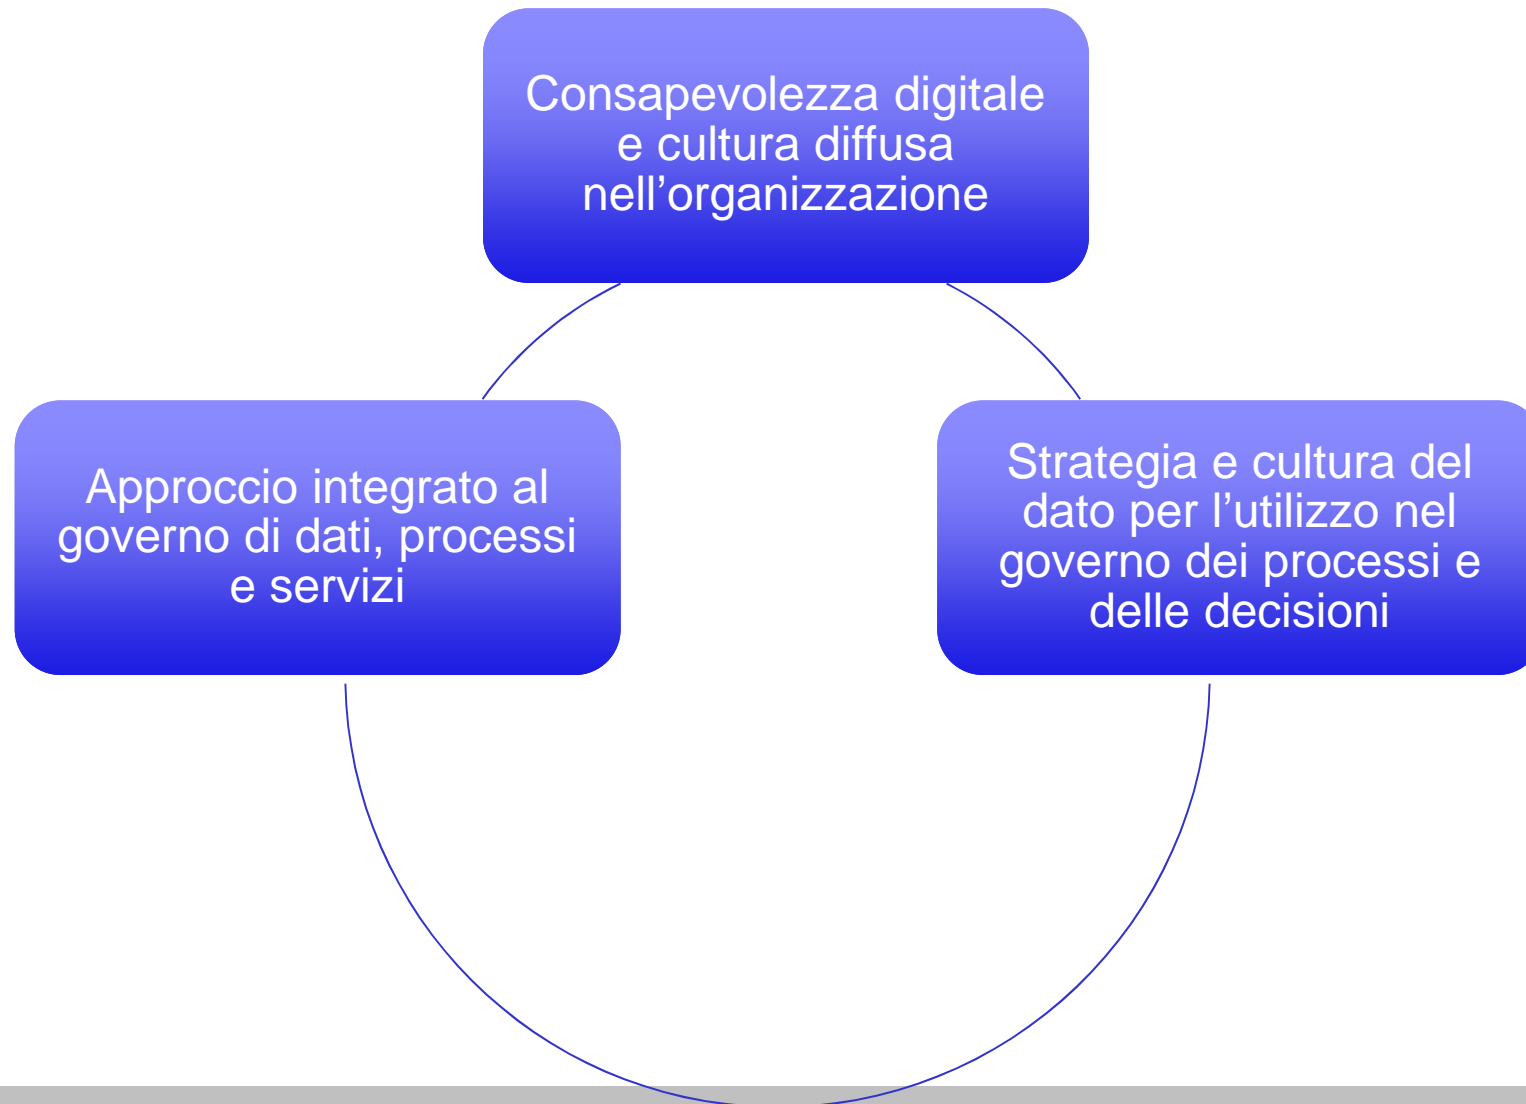 Consapevolezza digitale
e cultura diffusa
nell’organizzazione
Approccio integrato al
governo di dati, processi
e servizi
Strategia e cultura del
dato per l’utilizzo nel
governo dei processi e
delle decisioni